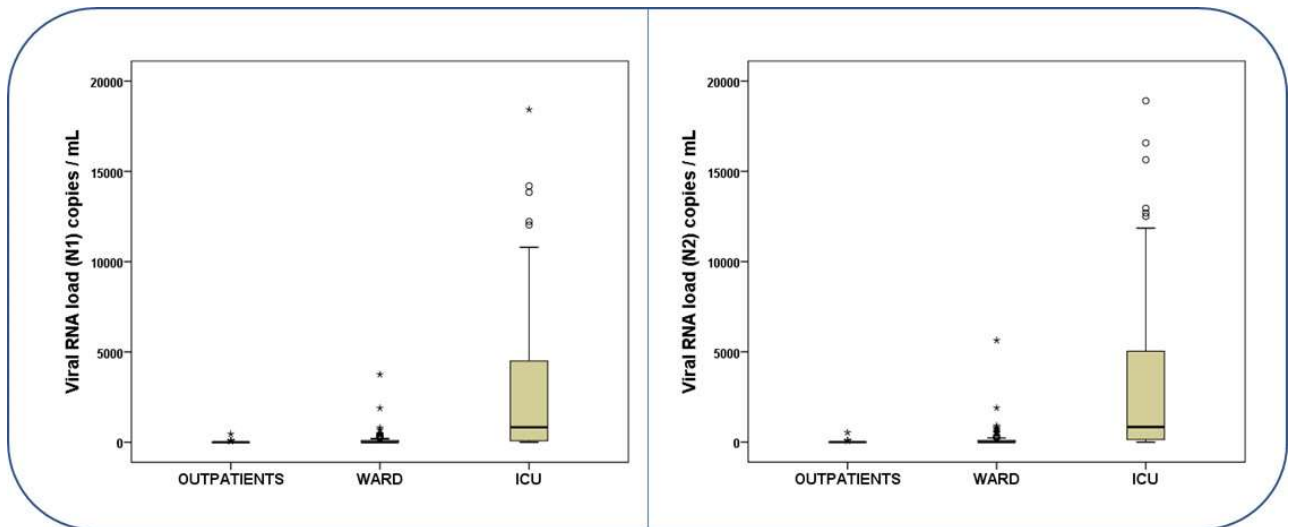 Viral RNA load (N1) copies / mL
20000
15000
10000
5000
0
OUTPATIENTS WARD ICU
Viral RNA load (N2) copies / mL
20000
15000
10000
5000
0
OUTPATIENTS WARD ICU